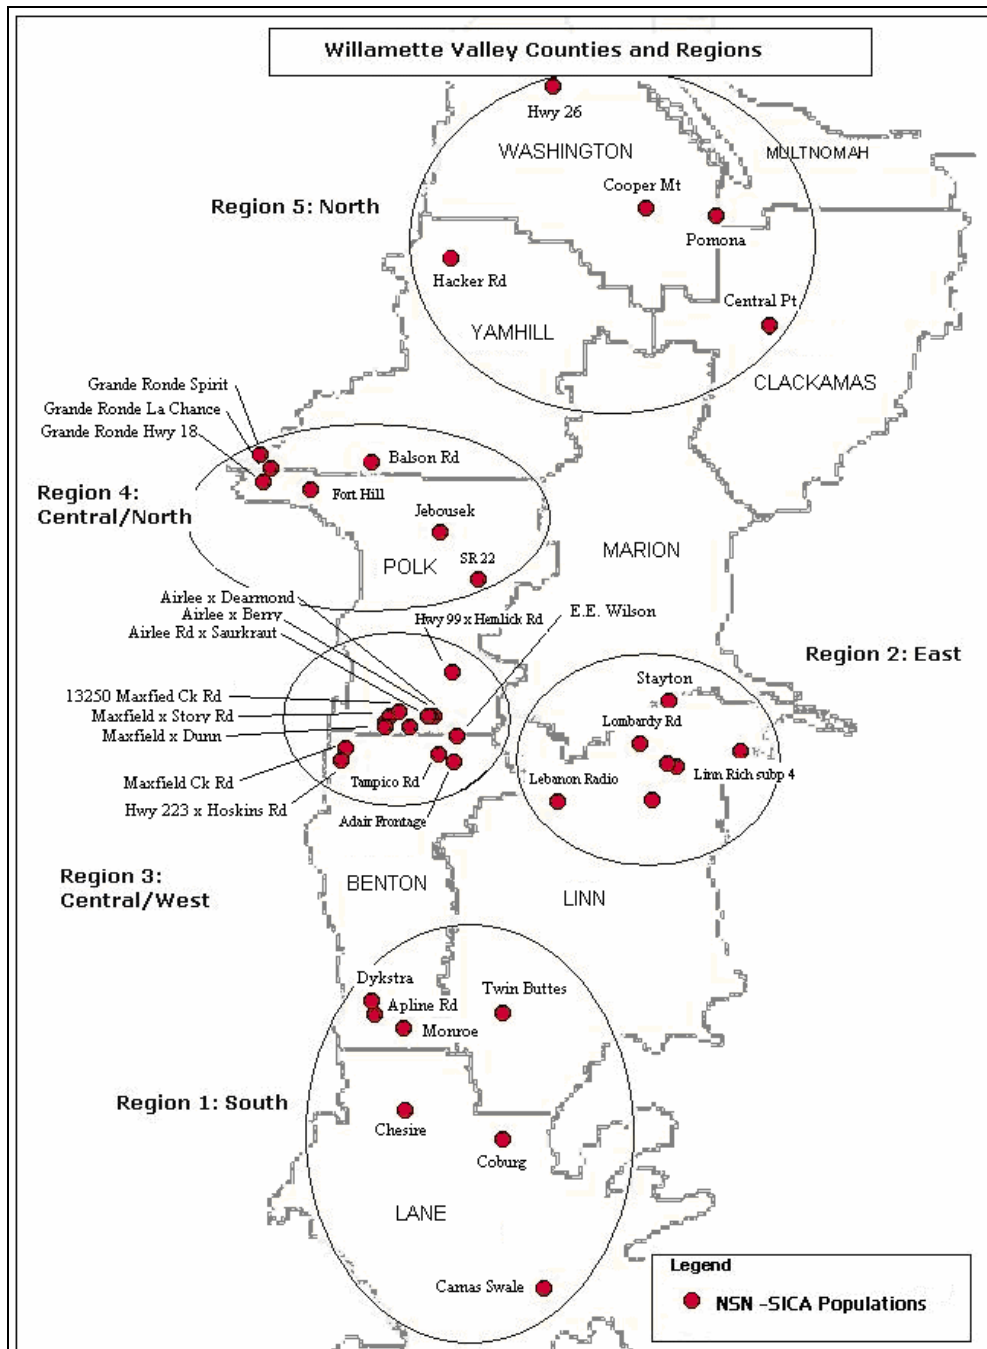 Willamette Valley Counties and Regions
Hwy 26
WASHINGTON
MULTNOMAH
Cooper Mt
Region 5: North
Pomona
Hacker Rd
Central Pt
YAMHILL
CLACKAMAS
Grande Ronde Spirit
Grande Ronde La Chance
Grande Ronde Hwy 18
Balson Rd
Region 4:
Central/North
Fort Hill
Jebousek
MARION
SR 22
POLK
Airlee x Dearmond
Airlee x Berry
Airlee Rd x Saurkraut
Hwy 99 x Hemlick Rd
E.E. Wilson
Region 2: East
Stayton
13250 Maxfied Ck Rd
Maxfield x Story Rd
Maxfield x Dunn
Lombardy Rd
Maxfield Ck Rd
Tampico Rd
Lebanon Radio
Linn Rich subp 4
Hwy 223 x Hoskins Rd
Adair Frontage
Region 3:
Central/West
BENTON
LINN
Dykstra
Apline Rd
Twin Buttes
Monroe
Region 1: South
Chesire
Coburg
LANE
Camas Swale
Legend
NSN -SICA Populations